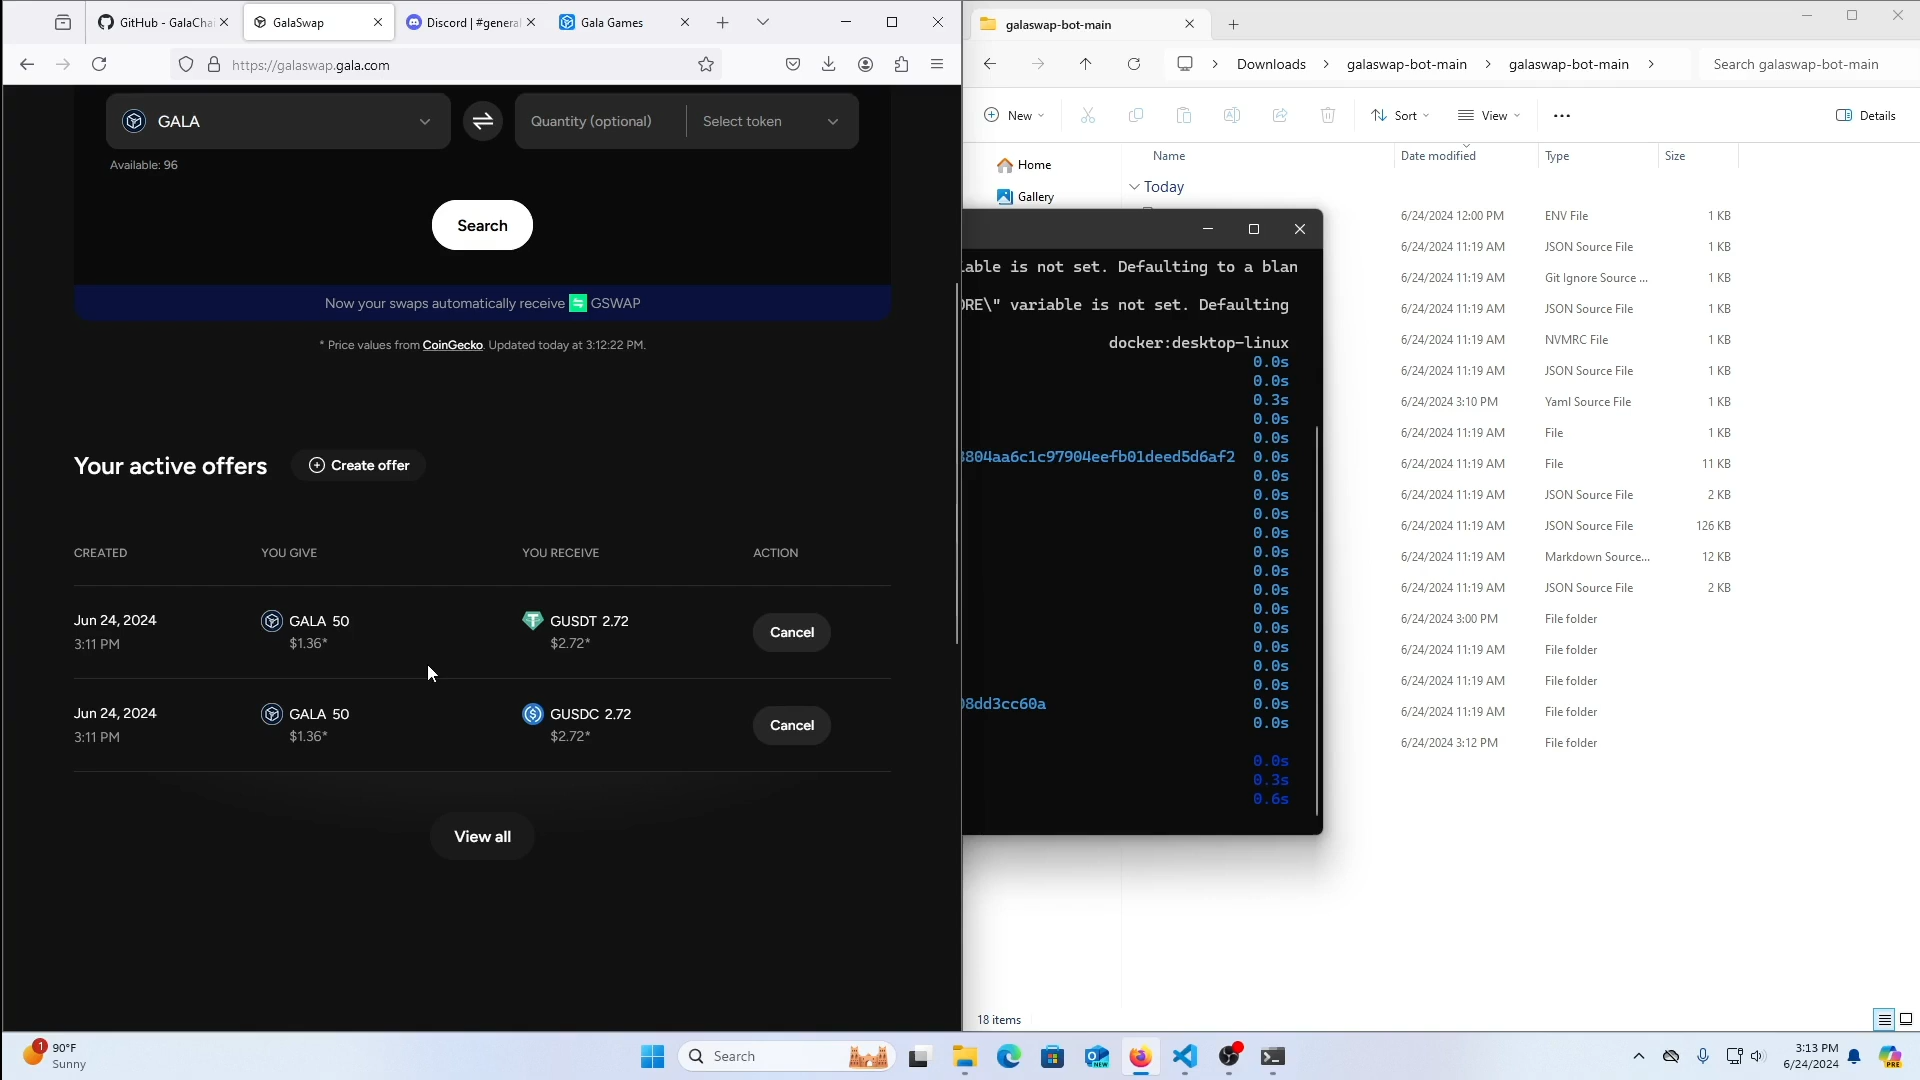 GitHub - GalaChai
GalaSwap
Discord | #general
Gala Games
https://galaswap.gala.com
GALA
Quantity (optional)
Select token
Available: 96
Search
Now your swaps automatically receive GSWAP
* Price values from CoinGecko. Updated today at 3:12:22 PM.
Your active offers
Create offer
CREATED
YOU GIVE
YOU RECEIVE
ACTION
Jun 24, 2024
3:11 PM
GALA 50
$1.36*
GUSDT 2.72
$2.72*
Cancel
Jun 24, 2024
3:11 PM
GALA 50
$1.36*
GUSDC 2.72
$2.72*
Cancel
View all
iable is not set. Defaulting to a blan
ORE\" variable is not set. Defaulting
docker:desktop-linux
0.0s
0.0s
0.3s
0.0s
0.0s
3804aa6c1c97904eefb01deed5d6af2 0.0s
0.0s
0.0s
0.0s
0.0s
0.0s
0.0s
0.0s
0.0s
0.0s
0.0s
0.0s
0.0s
08dd3cc60a 0.0s
0.0s
0.0s
0.3s
0.6s
galaswap-bot-main
Downloads
galaswap-bot-main
galaswap-bot-main
Search galaswap-bot-main
New
Sort
View
Details
Home
Gallery
Name
Date modified
Type
Size
Today
6/24/2024 12:00 PM ENV File 1 KB
6/24/2024 11:19 AM JSON Source File 1 KB
6/24/2024 11:19 AM Git Ignore Source ... 1 KB
6/24/2024 11:19 AM JSON Source File 1 KB
6/24/2024 11:19 AM NVMRC File 1 KB
6/24/2024 11:19 AM JSON Source File 1 KB
6/24/2024 3:10 PM Yaml Source File 1 KB
6/24/2024 11:19 AM File 1 KB
6/24/2024 11:19 AM File 11 KB
6/24/2024 11:19 AM JSON Source File 2 KB
6/24/2024 11:19 AM JSON Source File 126 KB
6/24/2024 11:19 AM Markdown Source... 12 KB
6/24/2024 11:19 AM JSON Source File 2 KB
6/24/2024 3:00 PM File folder
6/24/2024 11:19 AM File folder
6/24/2024 11:19 AM File folder
6/24/2024 11:19 AM File folder
6/24/2024 3:12 PM File folder
18 items
1
90°F
Sunny
Search
NEW
PRE
3:13 PM
6/24/2024